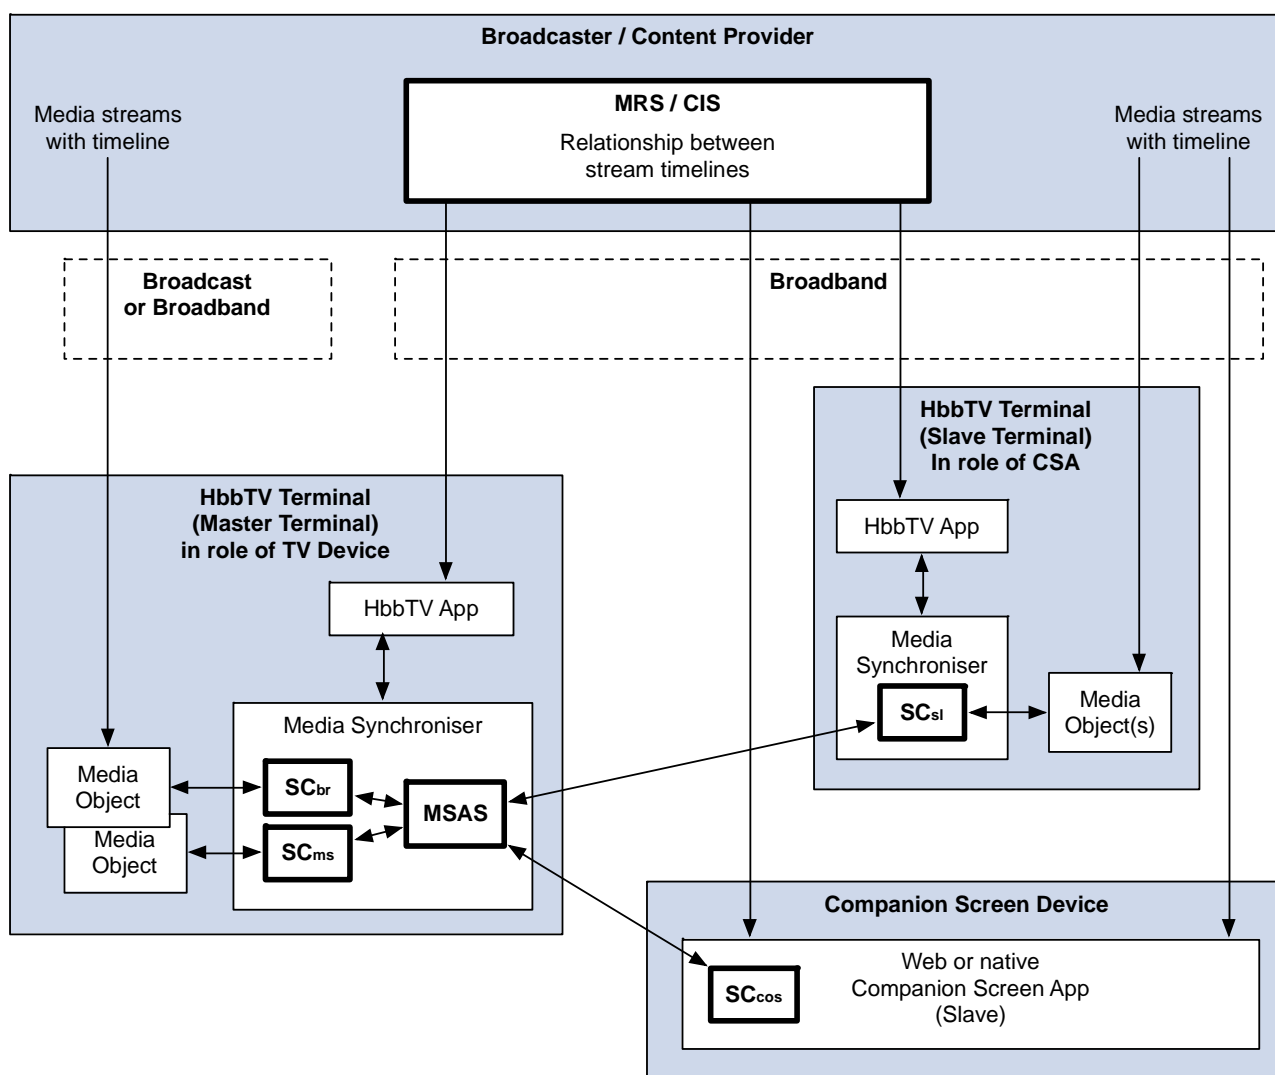 Broadcaster / Content Provider
MRS / CIS
Relationship between
stream timelines
Media streams
with timeline
Media streams
with timeline
Broadcast
or Broadband
Broadband
HbbTV Terminal
(Slave Terminal)
In role of CSA
HbbTV App
Media
Synchroniser
SCsl
Media
Object(s)
HbbTV Terminal
(Master Terminal)
in role of TV Device
HbbTV App
Media Synchroniser
Media
Object
SCbr
MSAS
Media
Object
SCms
Companion Screen Device
Web or native
Companion Screen App
(Slave)
SCcos